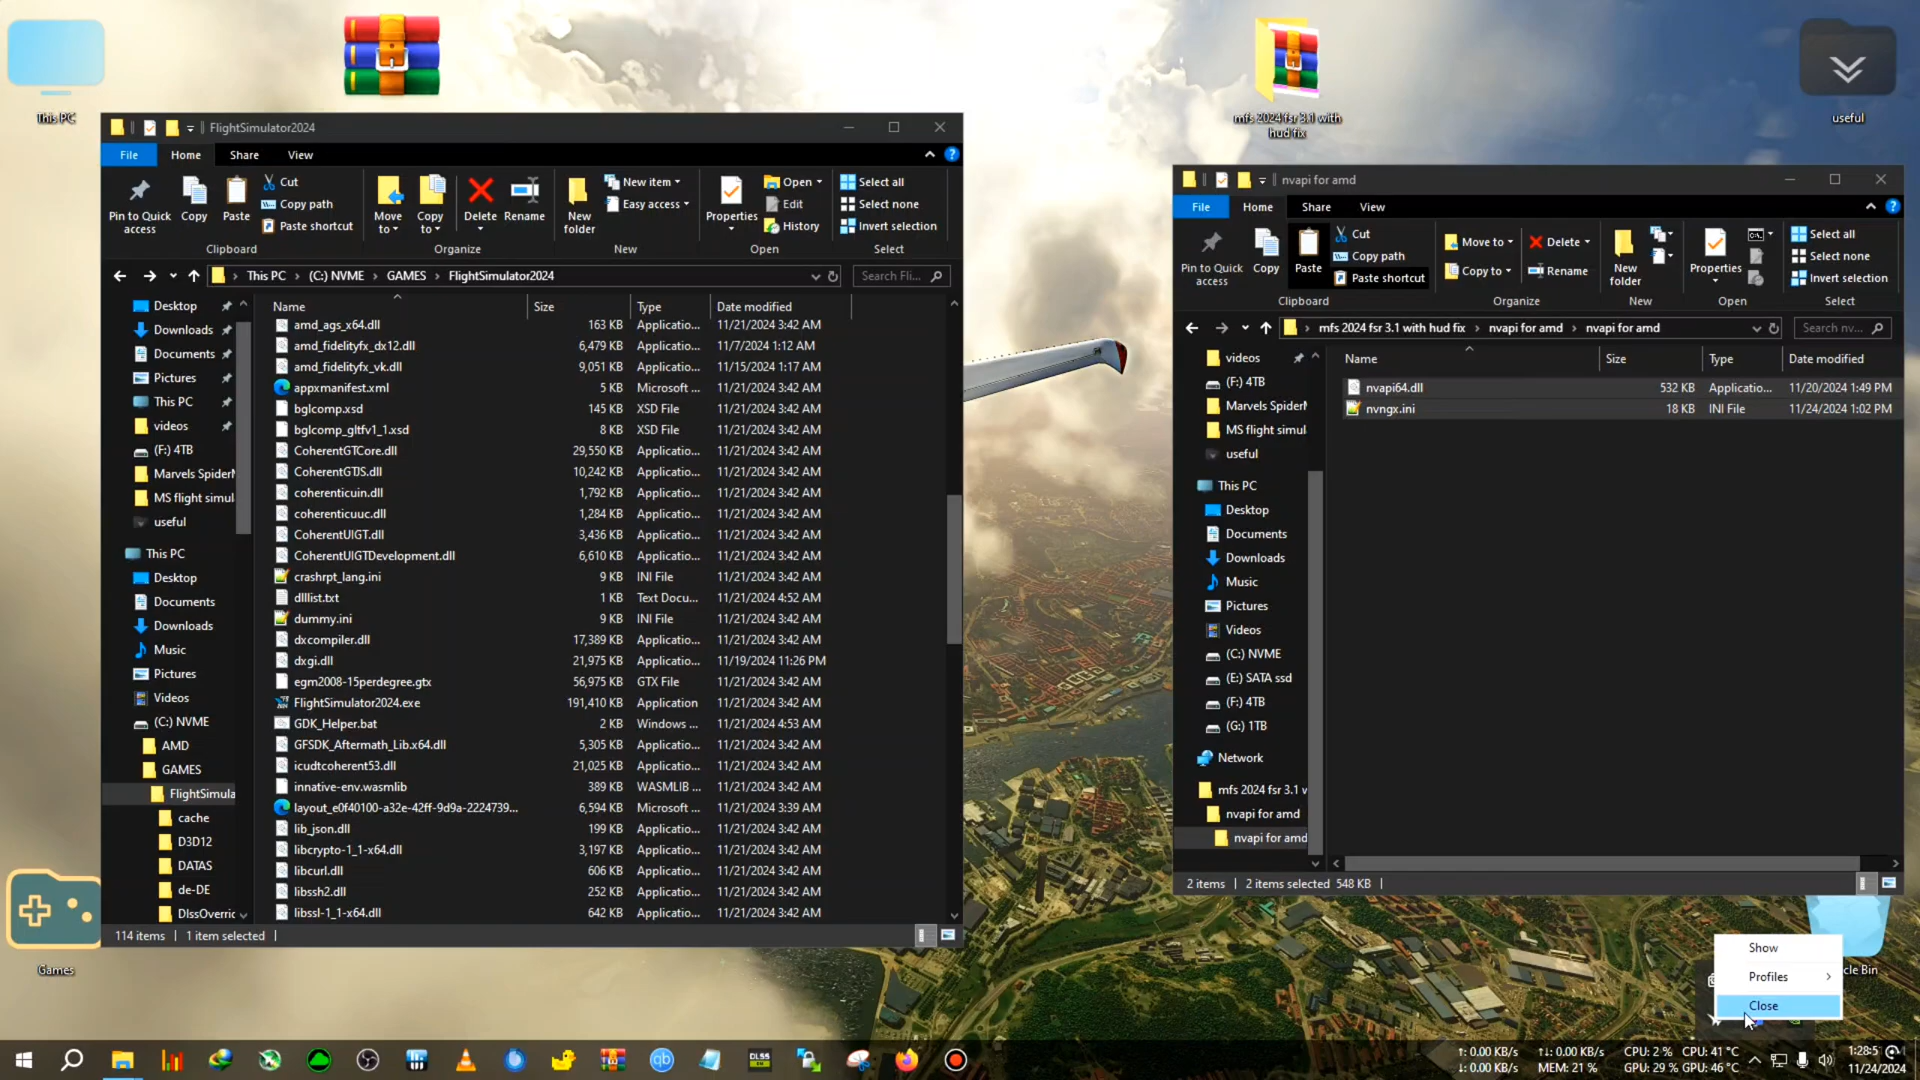 This PC
mfs 2024 fsr 3.1 with
hud fix
useful
FlightSimulator2024
File Home Share View
Pin to Quick
access
Copy
Paste
Cut
Copy path
Paste shortcut
Clipboard
Move
to
Copy
to
Delete
Rename
Organize
New
folder
New item
Easy access
New
Properties
Open
Edit
History
Open
Select all
Select none
Invert selection
Select
This PC > (C:) NVME > GAMES > FlightSimulator2024
Search Fli...
Desktop
Downloads
Documents
Pictures
This PC
videos
(F:) 4TB
Marvels SpiderM
MS flight simul
useful
This PC
Desktop
Documents
Downloads
Music
Pictures
Videos
(C:) NVME
AMD
GAMES
FlightSimula
cache
D3D12
DATAS
de-DE
DlssOverric
Name Size Type Date modified
amd_ags_x64.dll 163 KB Applicatio... 11/21/2024 3:42 AM
amd_fidelityfx_dx12.dll 6,479 KB Applicatio... 11/7/2024 1:12 AM
amd_fidelityfx_vk.dll 9,051 KB Applicatio... 11/15/2024 1:17 AM
appxmanifest.xml 5 KB Microsoft ... 11/21/2024 3:42 AM
bglcomp.xsd 145 KB XSD File 11/21/2024 3:42 AM
bglcomp_gltfv1_1.xsd 8 KB XSD File 11/21/2024 3:42 AM
CoherentGTCore.dll 29,550 KB Applicatio... 11/21/2024 3:42 AM
CoherentGTJS.dll 10,242 KB Applicatio... 11/21/2024 3:42 AM
coherenticuin.dll 1,792 KB Applicatio... 11/21/2024 3:42 AM
coherenticuuc.dll 1,284 KB Applicatio... 11/21/2024 3:42 AM
CoherentUIGT.dll 3,436 KB Applicatio... 11/21/2024 3:42 AM
CoherentUIGTDevelopment.dll 6,610 KB Applicatio... 11/21/2024 3:42 AM
crashrpt_lang.ini 9 KB INI File 11/21/2024 3:42 AM
dlllist.txt 1 KB Text Docu... 11/21/2024 4:52 AM
dummy.ini 9 KB INI File 11/21/2024 3:42 AM
dxcompiler.dll 17,389 KB Applicatio... 11/21/2024 3:42 AM
dxgi.dll 21,975 KB Applicatio... 11/19/2024 11:26 PM
egm2008-15perdegree.gtx 56,975 KB GTX File 11/21/2024 3:42 AM
FlightSimulator2024.exe 191,410 KB Application 11/21/2024 3:42 AM
GDK_Helper.bat 2 KB Windows ... 11/21/2024 4:53 AM
GFSDK_Aftermath_Lib.x64.dll 5,305 KB Applicatio... 11/21/2024 3:42 AM
icudtcoherent53.dll 21,025 KB Applicatio... 11/21/2024 3:42 AM
innative-env.wasmlib 389 KB WASMLIB ... 11/21/2024 3:42 AM
layout_e0f40100-a32e-42ff-9d9a-2224739... 6,594 KB Microsoft ... 11/21/2024 3:39 AM
lib_json.dll 199 KB Applicatio... 11/21/2024 3:42 AM
libcrypto-1_1-x64.dll 3,197 KB Applicatio... 11/21/2024 3:42 AM
libcurl.dll 606 KB Applicatio... 11/21/2024 3:42 AM
libssh2.dll 252 KB Applicatio... 11/21/2024 3:42 AM
libssl-1_1-x64.dll 642 KB Applicatio... 11/21/2024 3:42 AM
114 items 1 item selected
nvapi for amd
File Home Share View
Pin to Quick
access
Copy
Paste
Cut
Copy path
Paste shortcut
Clipboard
Move to
Copy to
Delete
Rename
Organize
New
folder
New
Properties
Open
Select all
Select none
Invert selection
Select
mfs 2024 fsr 3.1 with hud fix > nvapi for amd > nvapi for amd
Search nv...
videos
(F:) 4TB
Marvels SpiderM
MS flight simul
useful
This PC
Desktop
Documents
Downloads
Music
Pictures
Videos
(C:) NVME
(E:) SATA ssd
(F:) 4TB
(G:) 1TB
Network
mfs 2024 fsr 3.1 w
nvapi for amd
nvapi for amd
Name Size Type Date modified
nvapi64.dll 532 KB Applicatio... 11/20/2024 1:49 PM
nvngx.ini 18 KB INI File 11/24/2024 1:02 PM
2 items 2 items selected 548 KB
Show
Profiles
Close
cle Bin
Games
qb
DLSS
↑: 0.00 KB/s
↓: 0.00 KB/s
↑↓: 0.00 KB/s
MEM: 21 %
CPU: 2 % CPU: 41 °C
GPU: 29 % GPU: 46 °C
1:28:5
11/24/2024